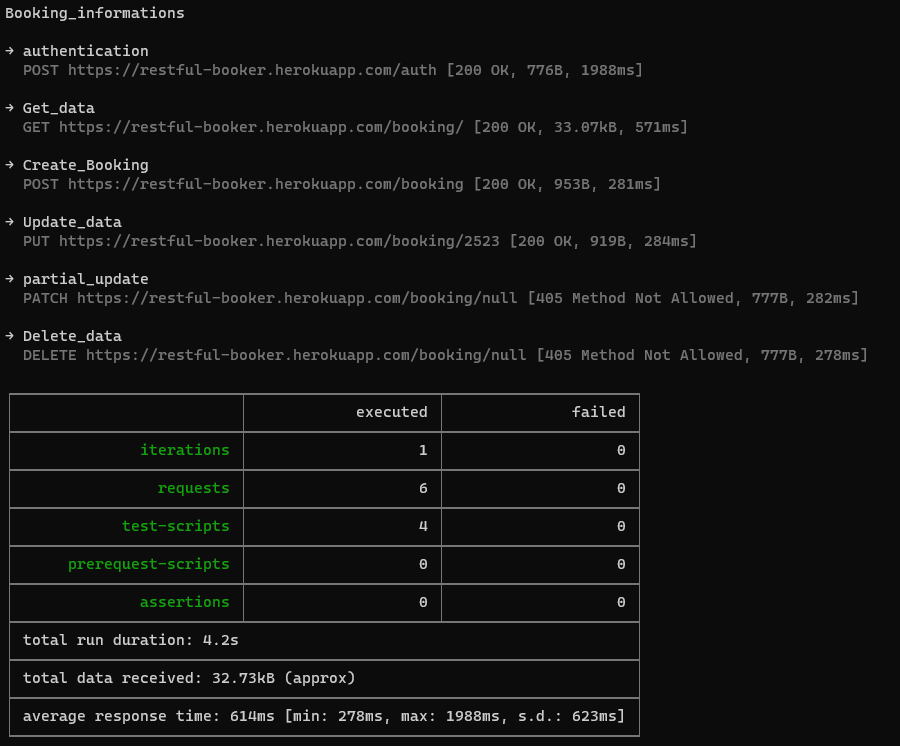 Booking_informations
→ authentication
POST https://restful-booker.herokuapp.com/auth [200 OK, 776B, 1988ms]
→ Get_data
GET https://restful-booker.herokuapp.com/booking/ [200 OK, 33.07kB, 571ms]
→ Create_Booking
POST https://restful-booker.herokuapp.com/booking [200 OK, 953B, 281ms]
→ Update_data
PUT https://restful-booker.herokuapp.com/booking/2523 [200 OK, 919B, 284ms]
→ partial_update
PATCH https://restful-booker.herokuapp.com/booking/null [405 Method Not Allowed, 777B, 282ms]
→ Delete_data
DELETE https://restful-booker.herokuapp.com/booking/null [405 Method Not Allowed, 777B, 278ms]
executed failed
iterations 1 0
requests 6 0
test-scripts 4 0
prerequest-scripts 0 0
assertions 0 0
total run duration: 4.2s
total data received: 32.73kB (approx)
average response time: 614ms [min: 278ms, max: 1988ms, s.d.: 623ms]